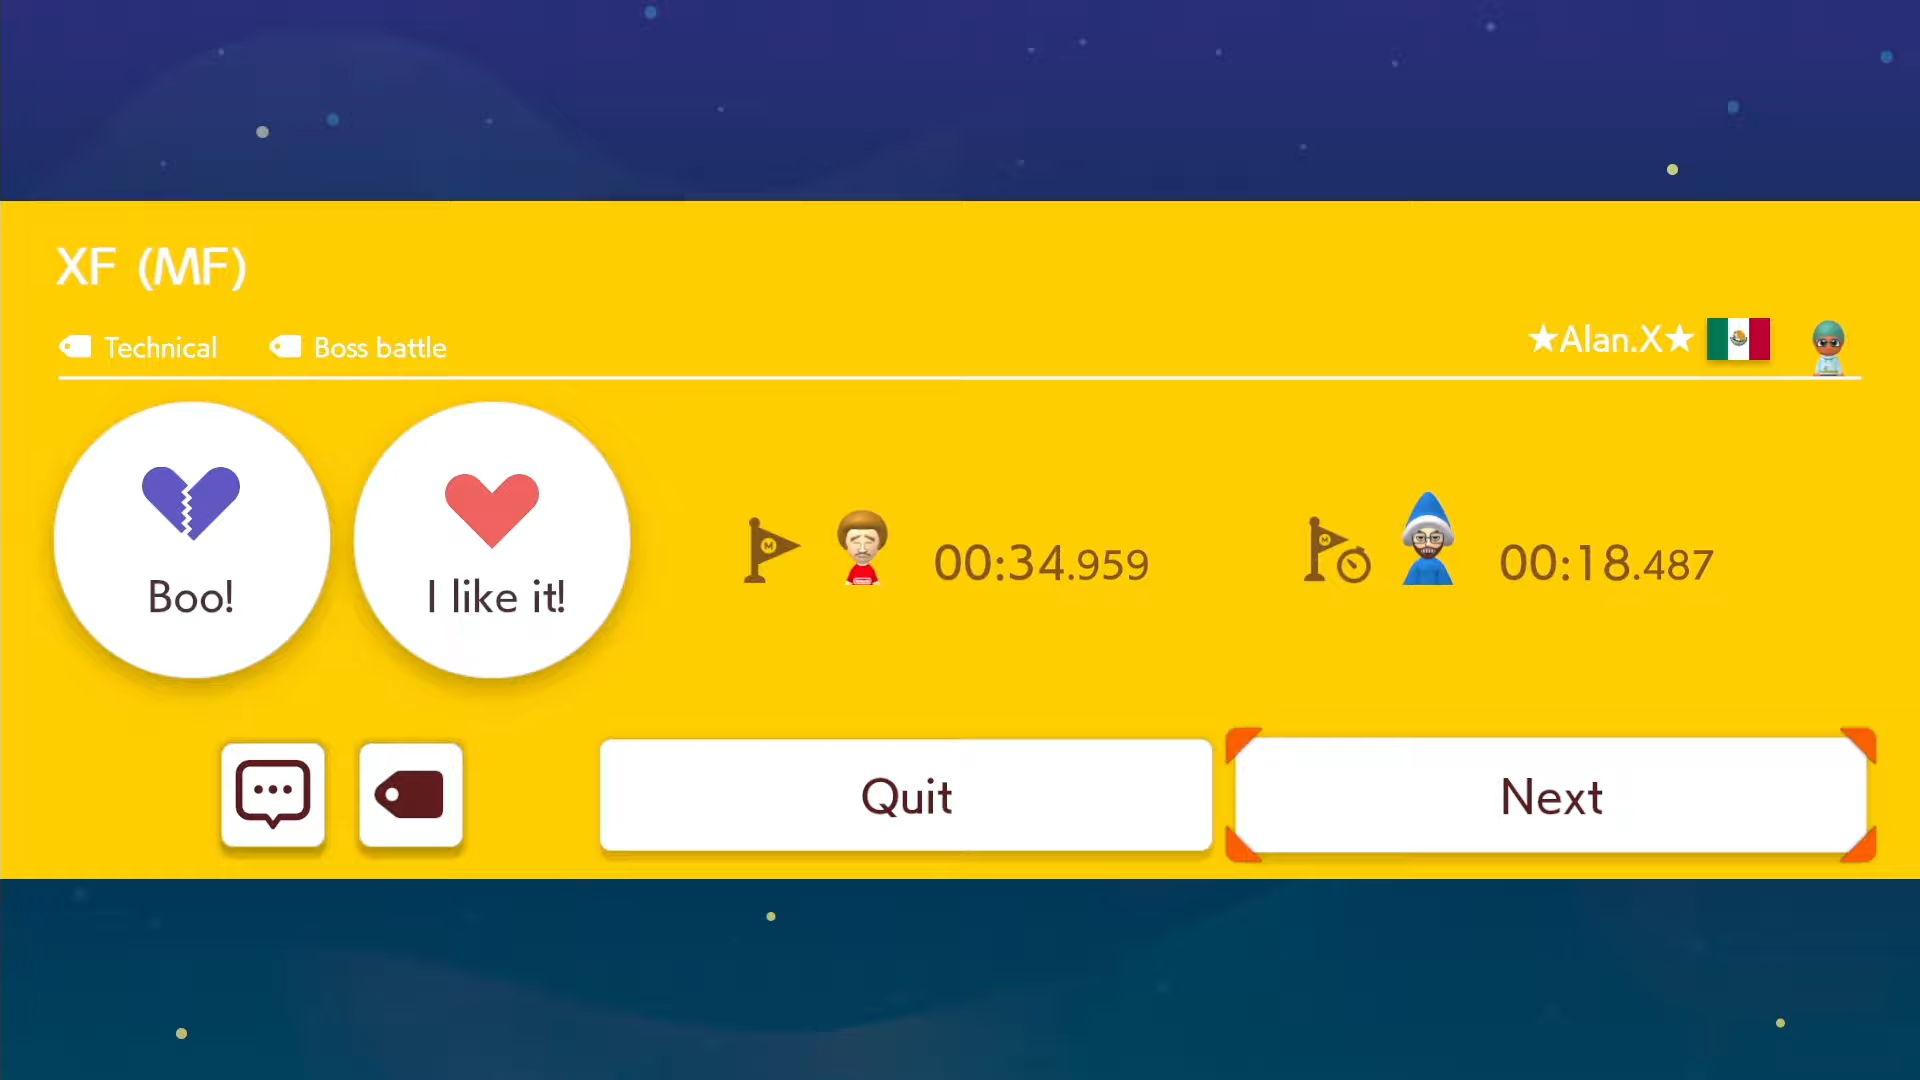 XF (MF)
Technical
Boss battle
★Alan.X★
Boo!
I like it!
M
00:34.959
M
00:18.487
Quit
Next